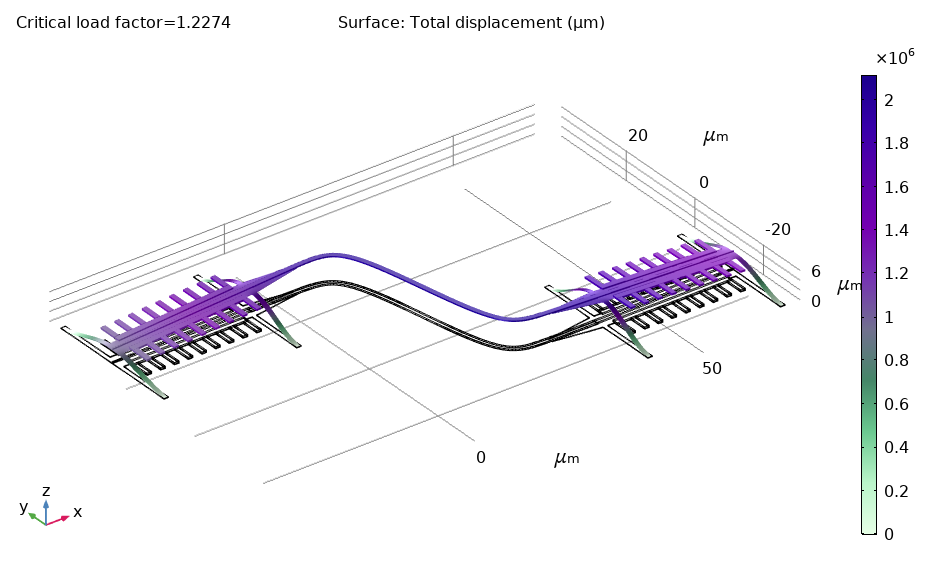 Critical load factor=1.2274
Surface: Total displacement (µm)
×10⁶
2
1.8
1.6
1.4
1.2
1
0.8
0.6
0.4
0.2
0
20
µm
0
-20
6
µm
0
50
0
µm
z
y
x